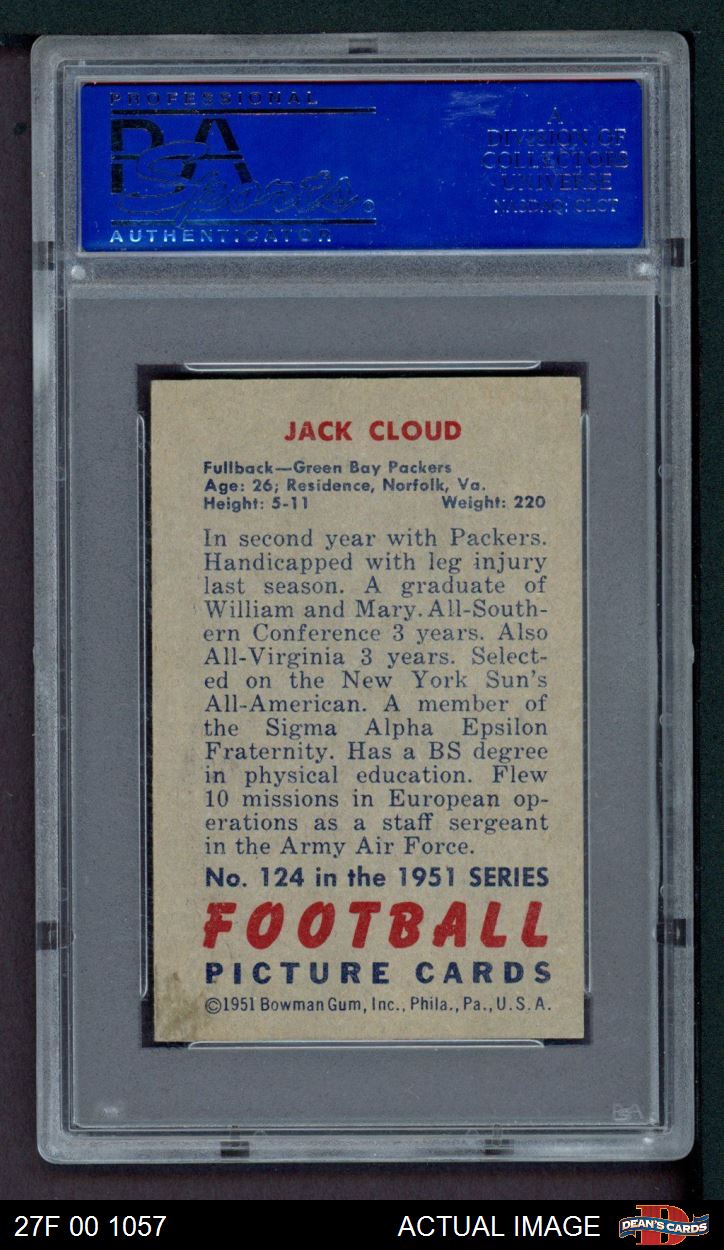 PROFESSIONAL
PSA
Sports
AUTHENTICATOR
A
DIVISION OF
COLLECTORS
UNIVERSE
NASDAQ: CLCT
JACK CLOUD
Fullback—Green Bay Packers
Age: 26; Residence, Norfolk, Va.
Height: 5-11 Weight: 220
In second year with Packers.
Handicapped with leg injury
last season. A graduate of
William and Mary. All-South-
ern Conference 3 years. Also
All-Virginia 3 years. Select-
ed on the New York Sun's
All-American. A member of
the Sigma Alpha Epsilon
Fraternity. Has a BS degree
in physical education. Flew
10 missions in European op-
erations as a staff sergeant
in the Army Air Force.
No. 124 in the 1951 SERIES
FOOTBALL
PICTURE CARDS
©1951 Bowman Gum, Inc., Phila., Pa., U.S.A.
PSA
27F 00 1057 ACTUAL IMAGE DEAN'S CARDS